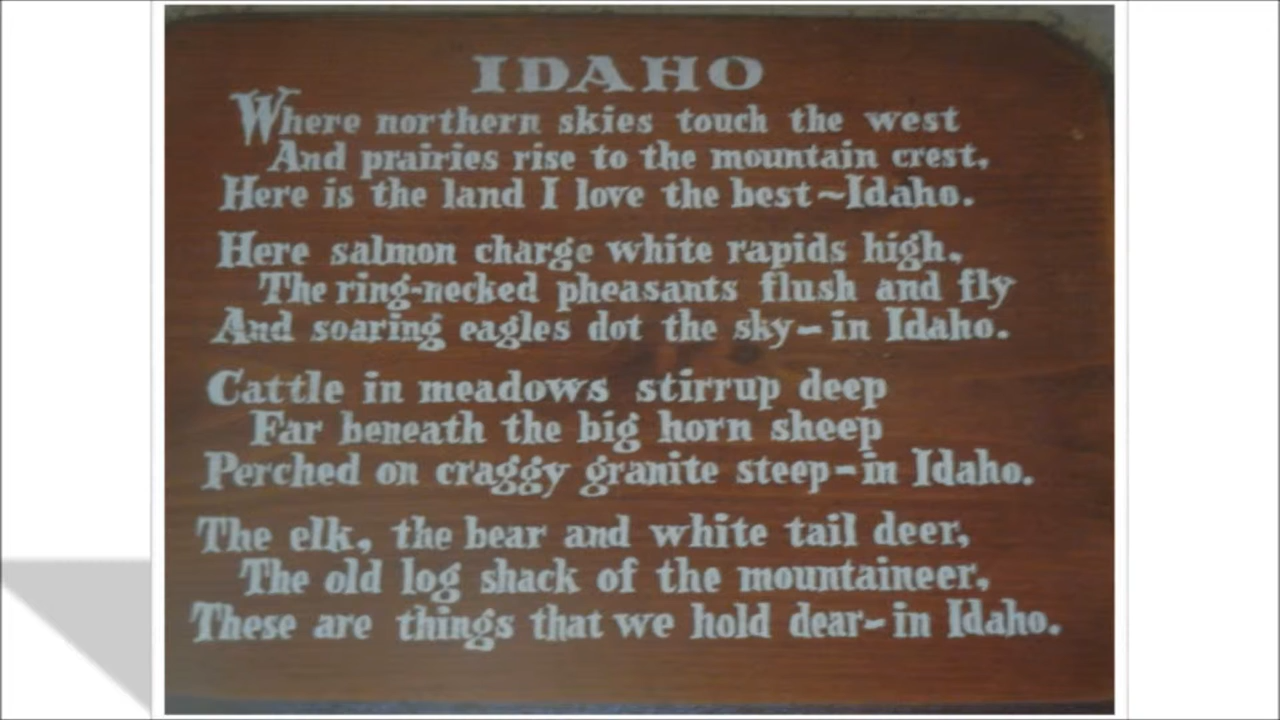 IDAHO
Where northern skies touch the west
And prairies rise to the mountain crest,
Here is the land I love the best~Idaho.
Here salmon charge white rapids high,
The ring-necked pheasants flush and fly
And soaring eagles dot the sky-in Idaho.
Cattle in meadows stirrup deep
Far beneath the big horn sheep
Perched on craggy granite steep-in Idaho.
The elk, the bear and white tail deer,
The old log shack of the mountaineer,
These are things that we hold dear-in Idaho.